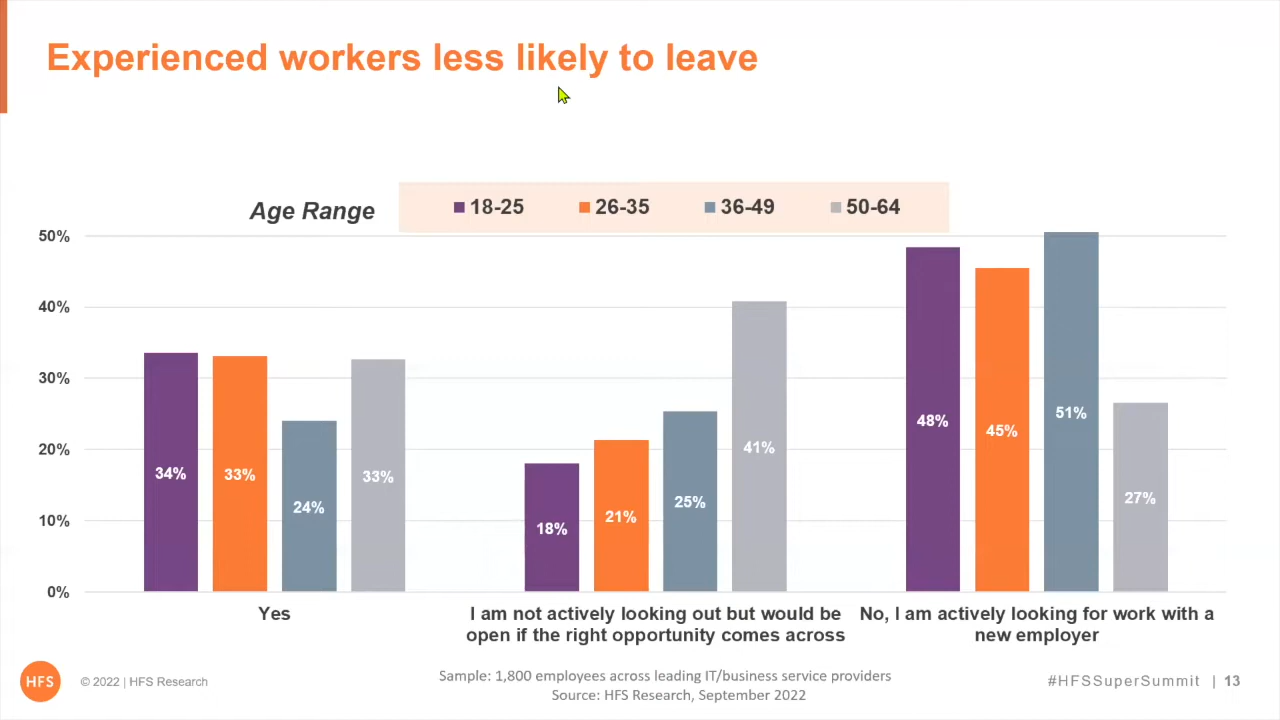 Experienced workers less likely to leave
Age Range
18-25 26-35 36-49 50-64
50%
40%
30%
20%
10%
0%
34% 33% 24% 33%
18% 21% 25% 41%
48% 45% 51% 27%
Yes
I am not actively looking out but would be
open if the right opportunity comes across
No, I am actively looking for work with a
new employer
HFS
© 2022 | HFS Research
Sample: 1,800 employees across leading IT/business service providers
Source: HFS Research, September 2022
#HFSSuperSummit | 13